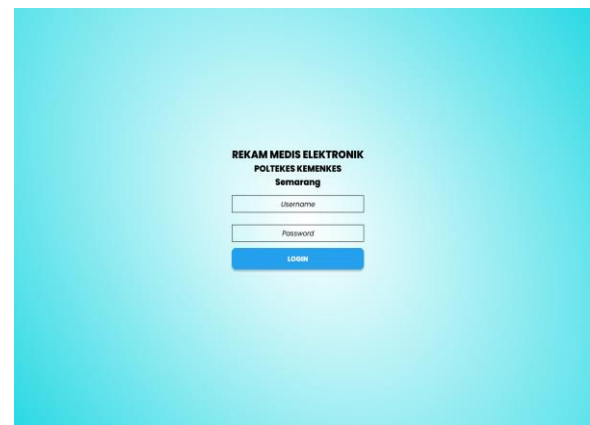 REKAM MEDIS ELEKTRONIK
POLTEKES KEMENKES
Semarang
Username
Password
LOGIN